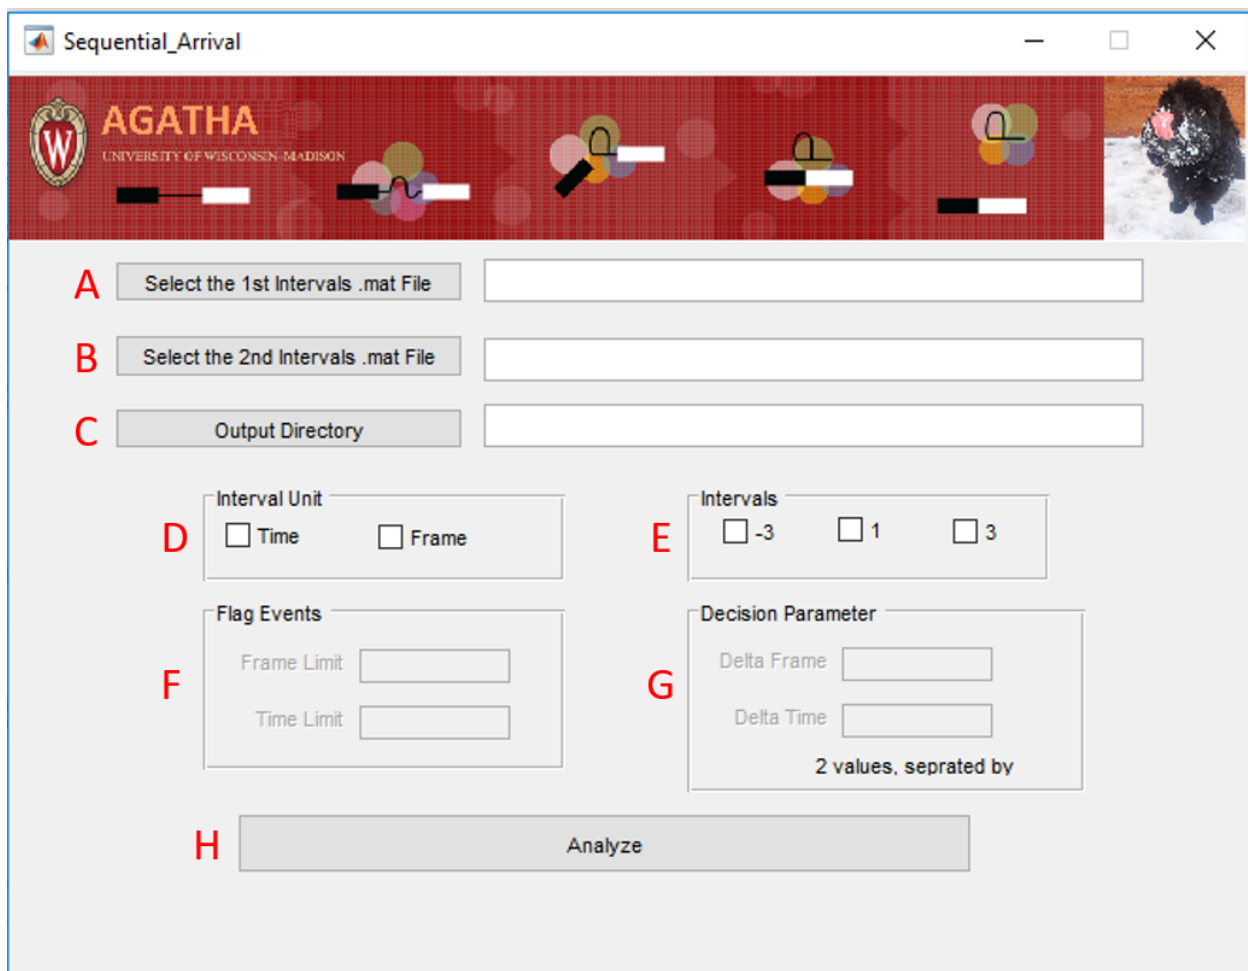 Sequential_Arrival
AGATHA
W
UNIVERSITY OF WISCONSIN-MADISON
A Select the 1st Intervals .mat File
B Select the 2nd Intervals .mat File
C Output Directory
Interval Unit
D Time Frame
Intervals
E -3 1 3
Flag Events
Frame Limit
F
Time Limit
Decision Parameter
Delta Frame
G
Delta Time
2 values, seprated by
H Analyze